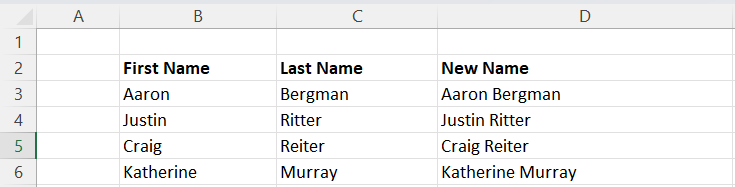 A B C D
1
2 First Name Last Name New Name
3 Aaron Bergman Aaron Bergman
4 Justin Ritter Justin Ritter
5 Craig Reiter Craig Reiter
6 Katherine Murray Katherine Murray